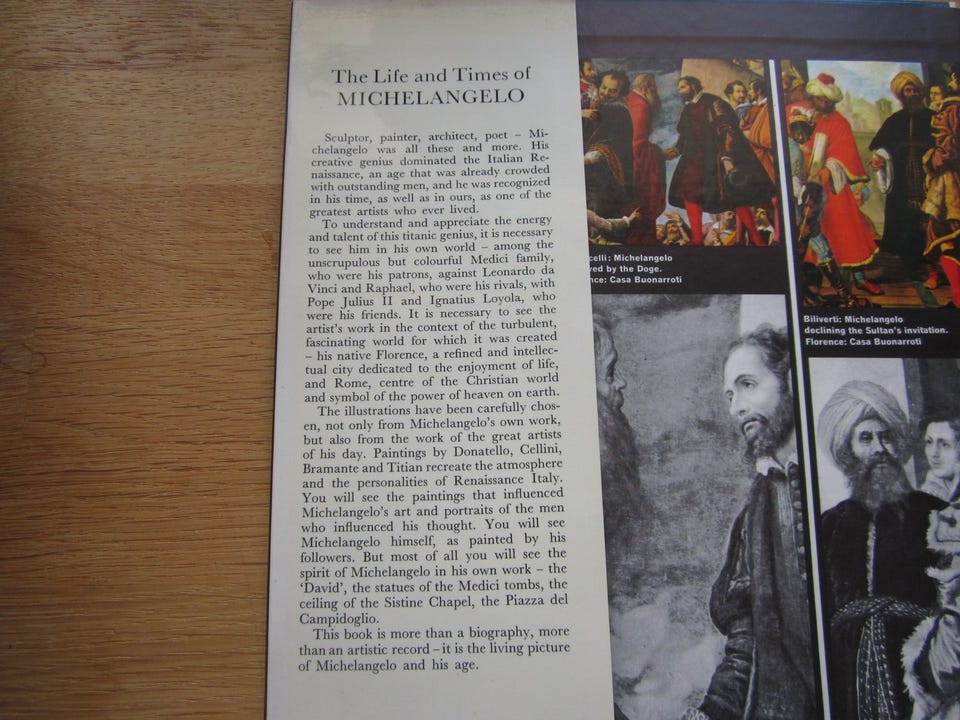 The Life and Times of
MICHELANGELO
Sculptor, painter, architect, poet – Mi-
chelangelo was all these and more. His
creative genius dominated the Italian Re-
naissance, an age that was already crowded
with outstanding men, and he was recognized
in his time, as well as in ours, as one of the
greatest artists who ever lived.
To understand and appreciate the energy
and talent of this titanic genius, it is necessary
to see him in his own world – among the
unscrupulous but colourful Medici family,
who were his patrons, against Leonardo da
Vinci and Raphael, who were his rivals, with
Pope Julius II and Ignatius Loyola, who
were his friends. It is necessary to see the
artist's work in the context of the turbulent,
fascinating world for which it was created
– his native Florence, a refined and intellec-
tual city dedicated to the enjoyment of life,
and Rome, centre of the Christian world
and symbol of the power of heaven on earth.
The illustrations have been carefully chos-
en, not only from Michelangelo's own work,
but also from the work of the great artists
of his day. Paintings by Donatello, Cellini,
Bramante and Titian recreate the atmosphere
and the personalities of Renaissance Italy.
You will see the paintings that influenced
Michelangelo's art and portraits of the men
who influenced his thought. You will see
Michelangelo himself, as painted by his
followers. But most of all you will see the
spirit of Michelangelo in his own work – the
'David', the statues of the Medici tombs, the
ceiling of the Sistine Chapel, the Piazza del
Campidoglio.
This book is more than a biography, more
than an artistic record – it is the living picture
of Michelangelo and his age.
celli: Michelangelo
ved by the Doge.
nce: Casa Buonarroti
Biliverti: Michelangelo
declining the Sultan's invitation.
Florence: Casa Buonarroti